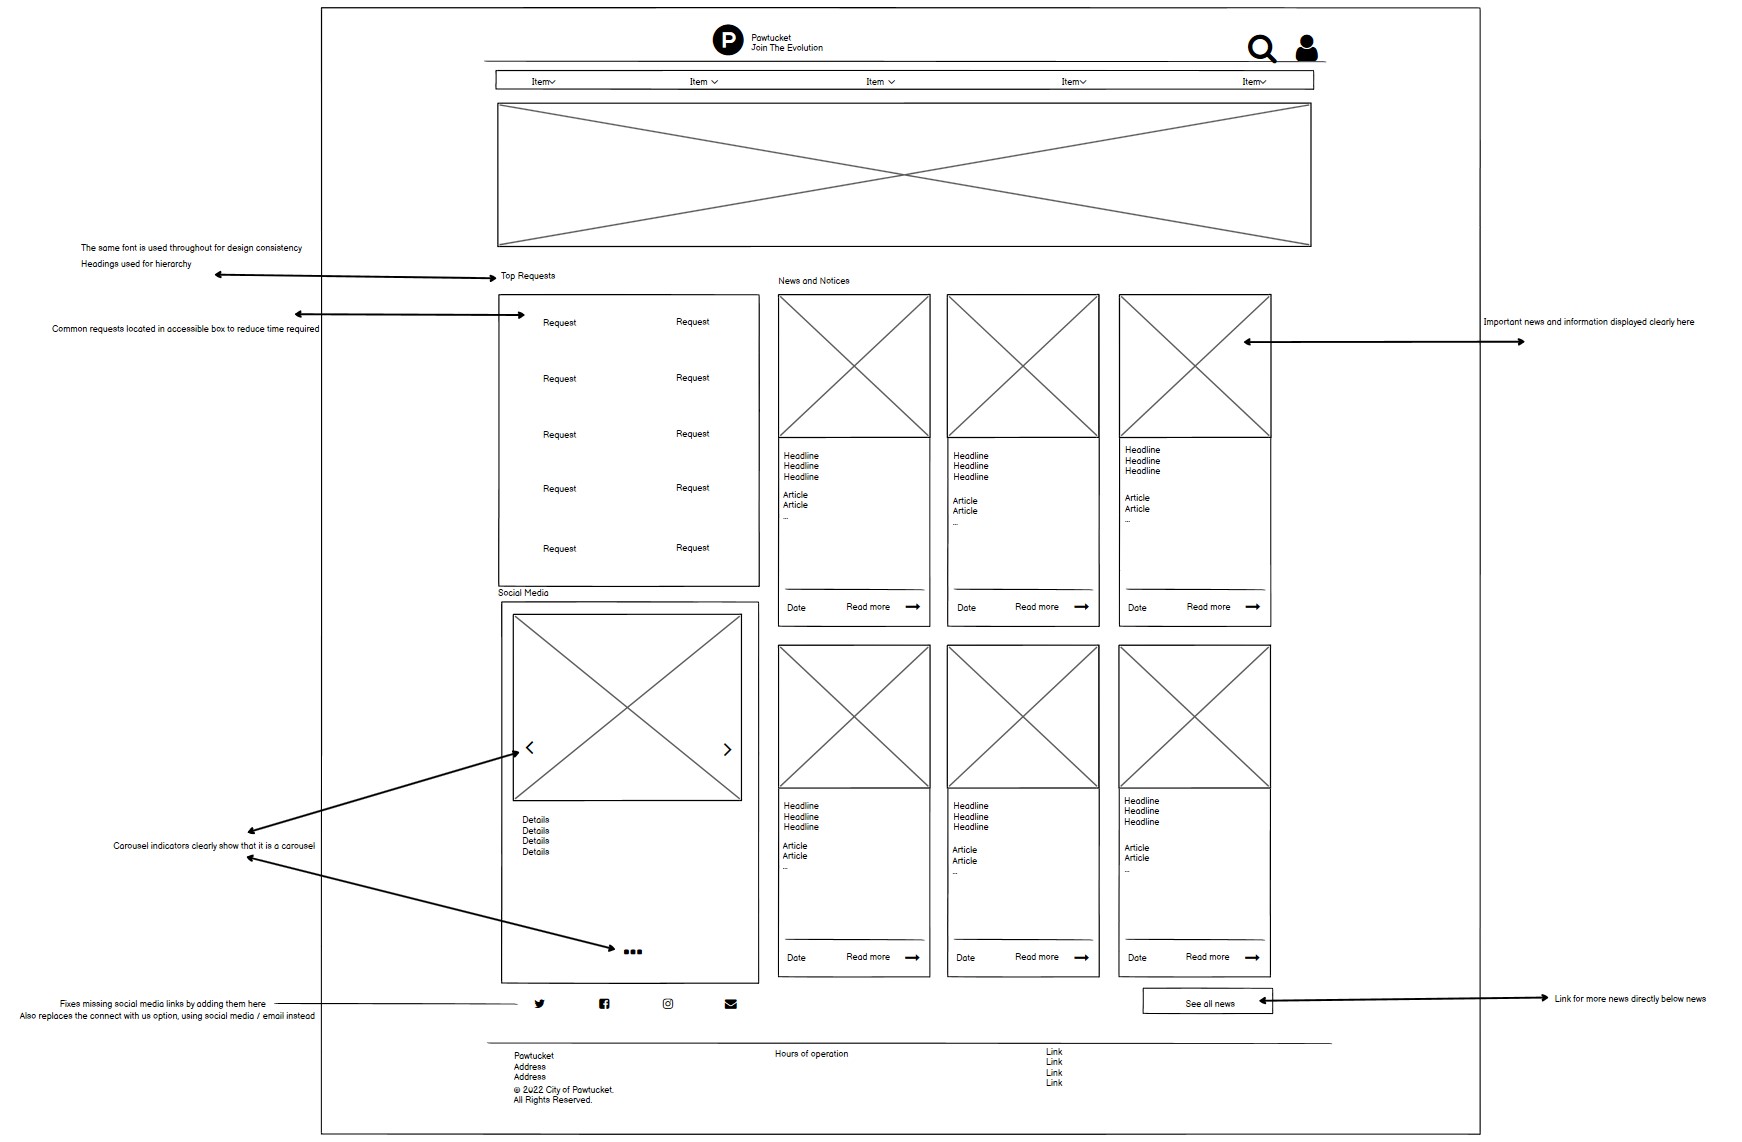 P
Pawtucket
Join The Evolution
Item
Item
Item
Item
Item
The same font is used throughout for design consistency
Headings used for hierarchy
Top Requests
News and Notices
Common requests located in accessible box to reduce time required
Important news and information displayed clearly here
Request Request
Request Request
Request Request
Request Request
Request Request
Headline
Headline
Headline
Article
Article
...
Date Read more
Headline
Headline
Headline
Article
Article
...
Date Read more
Headline
Headline
Headline
Article
Article
...
Date Read more
Social Media
Details
Details
Details
Details
Carousel indicators clearly show that it is a carousel
Headline
Headline
Headline
Article
Article
...
Date Read more
Headline
Headline
Headline
Article
Article
...
Date Read more
Headline
Headline
Headline
Article
Article
...
Date Read more
Fixes missing social media links by adding them here
Also replaces the connect with us option, using social media / email instead
See all news
Link for more news directly below news
Pawtucket
Address
Address
© 2022 City of Pawtucket.
All Rights Reserved.
Hours of operation
Link
Link
Link
Link